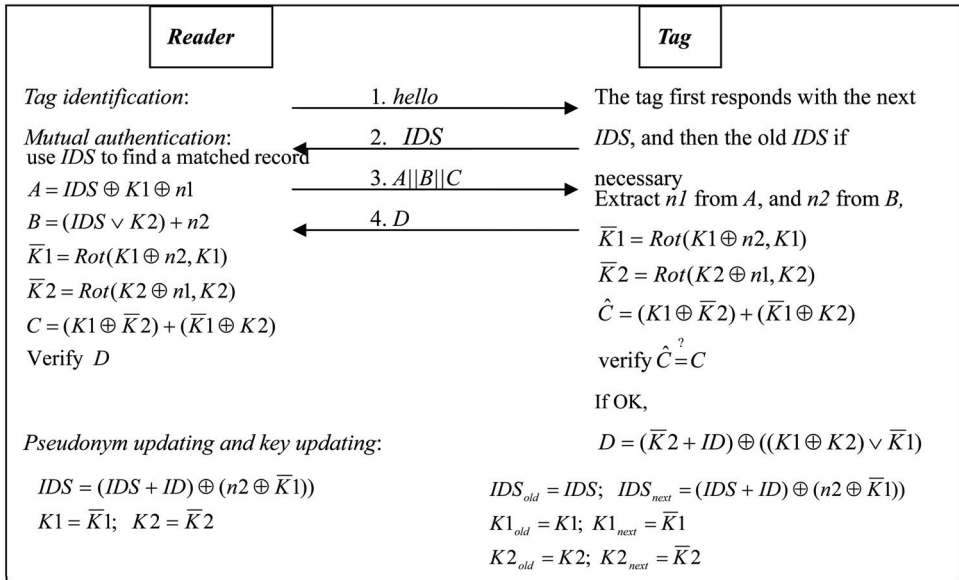 Reader
Tag
Tag identification:
1. hello
The tag first responds with the next
Mutual authentication:
2. IDS
IDS, and then the old IDS if
use IDS to find a matched record
3. A||B||C
necessary
A = IDS ⊕ K1 ⊕ n1
Extract n1 from A, and n2 from B,
B = (IDS ∨ K2) + n2
4. D
K̅1 = Rot(K1 ⊕ n2, K1)
K̅1 = Rot(K1 ⊕ n2, K1)
K̅2 = Rot(K2 ⊕ n1, K2)
K̅2 = Rot(K2 ⊕ n1, K2)
C = (K1 ⊕ K̅2) + (K̅1 ⊕ K2)
Ĉ = (K1 ⊕ K̅2) + (K̅1 ⊕ K2)
Verify D
verify Ĉ =? C
If OK,
D = (K̅2 + ID) ⊕ ((K1 ⊕ K2) ∨ K̅1)
Pseudonym updating and key updating:
IDS = (IDS + ID) ⊕ (n2 ⊕ K̅1))
K1 = K̅1; K2 = K̅2
IDS_old = IDS; IDS_next = (IDS + ID) ⊕ (n2 ⊕ K̅1))
K1_old = K1; K1_next = K̅1
K2_old = K2; K2_next = K̅2